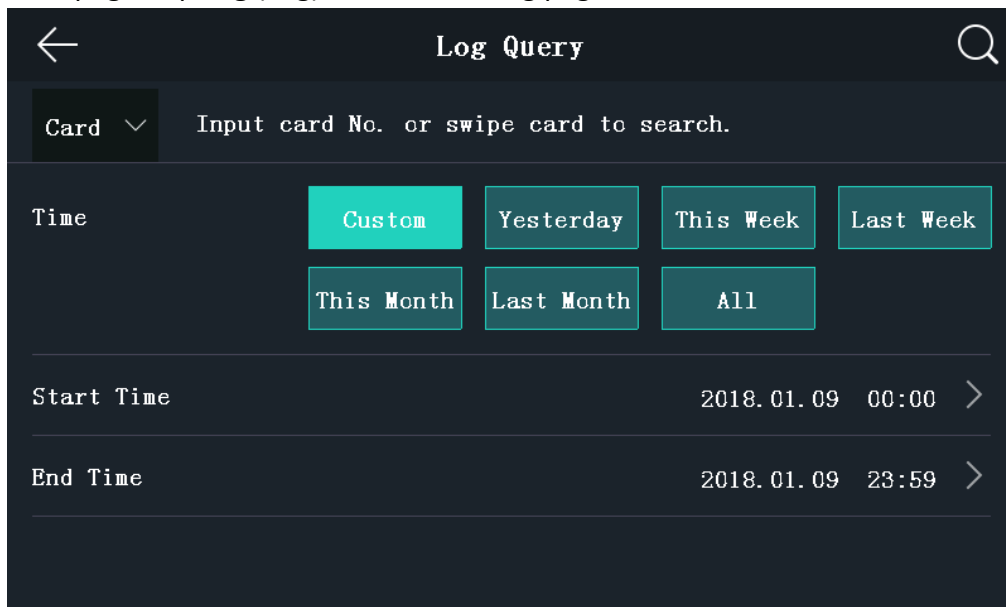 Log Query
Card Input card No. or swipe card to search.
Time Custom Yesterday This Week Last Week
This Month Last Month All
Start Time 2018.01.09 00:00
End Time 2018.01.09 23:59